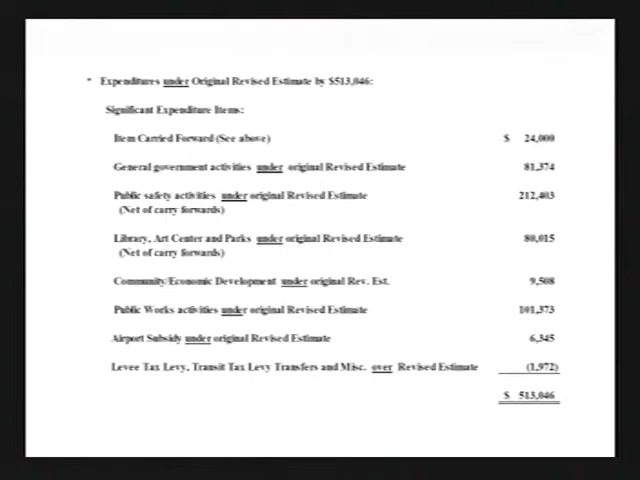 * Expenditures under Original Revised Estimate by $513,046:
Significant Expenditure Items:
Item Carried Forward (See above) $ 24,000
General government activities under original Revised Estimate 81,374
Public safety activities under original Revised Estimate 212,403
(Net of carry forwards)
Library, Art Center and Parks under original Revised Estimate 80,015
(Net of carry forwards)
Community/Economic Development under original Rev. Est. 9,508
Public Works activities under original Revised Estimate 101,373
Airport Subsidy under original Revised Estimate 6,345
Levee Tax Levy, Transit Tax Levy Transfers and Misc. over Revised Estimate (1,972)
$ 513,046